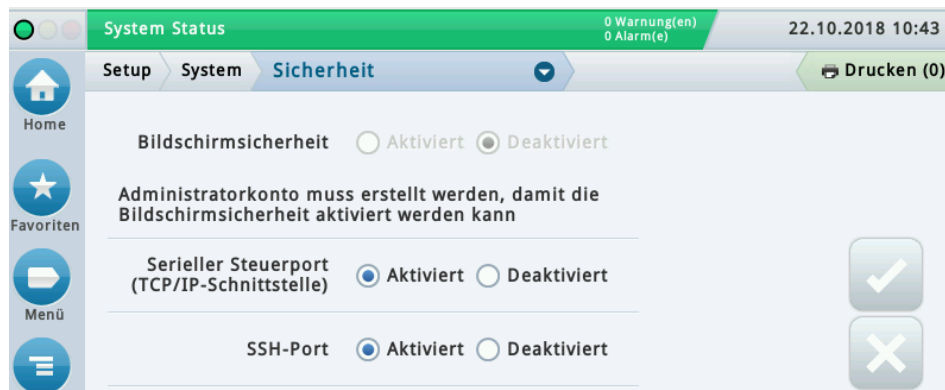 System Status
0 Warnung(en)
0 Alarm(e)
22.10.2018 10:43
Setup System Sicherheit
Drucken (0)
Home
Favoriten
Menü
Bildschirmsicherheit Aktiviert Deaktiviert
Administratorkonto muss erstellt werden, damit die
Bildschirmsicherheit aktiviert werden kann
Serieller Steuerport
(TCP/IP-Schnittstelle) Aktiviert Deaktiviert
SSH-Port Aktiviert Deaktiviert